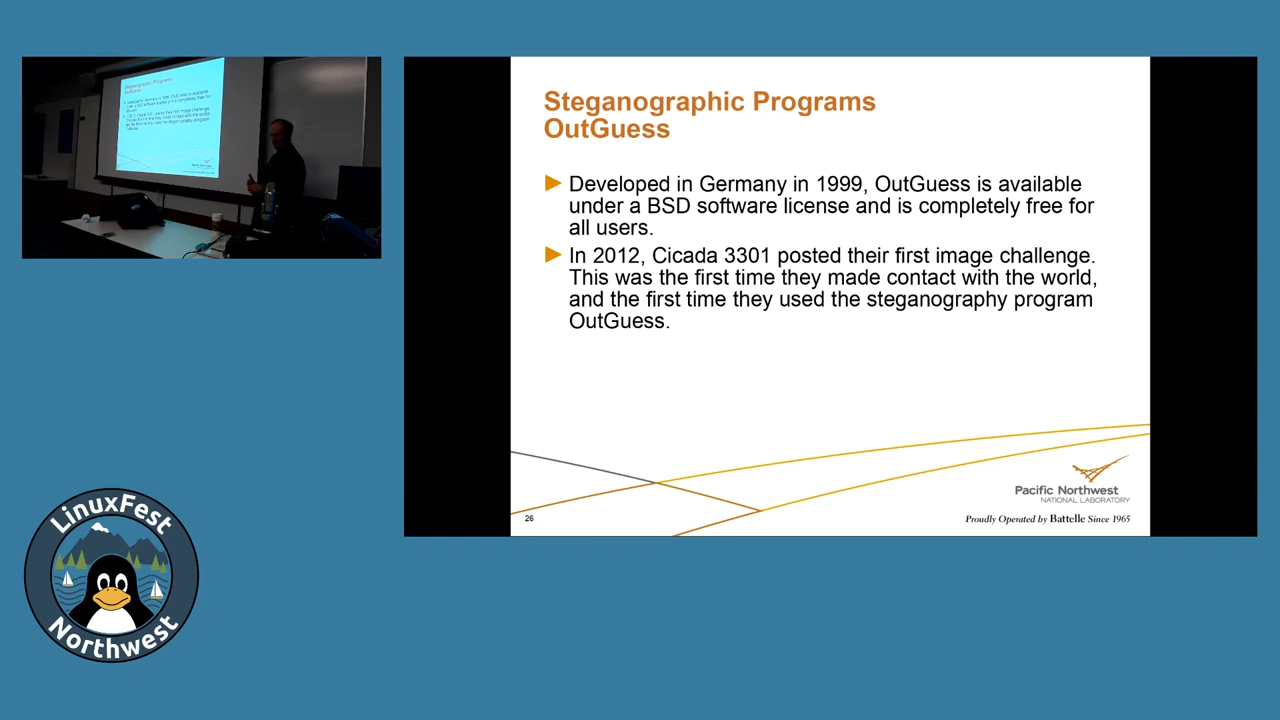 Steganographic Programs
OutGuess
Developed in Germany in 1999, OutGuess is available
under a BSD software license and is completely free for
all users.
In 2012, Cicada 3301 posted their first image challenge.
This was the first time they made contact with the world,
and the first time they used the steganography program
OutGuess.
Pacific Northwest
NATIONAL LABORATORY
26
Proudly Operated by Battelle Since 1965
LinuxFest
Northwest
Steganographic Programs
OutGuess